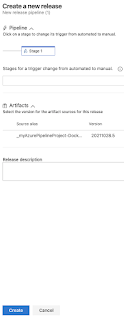 Create a new release
New release pipeline (1)
Pipeline
Click on a stage to change its trigger from automated to manual.
Stage 1
Stages for a trigger change from automated to manual.
Artifacts
Select the version for the artifact sources for this release
Source alias Version
_myAzurePipelineProject-Dock... 20211028.5
Release description
Create Cancel